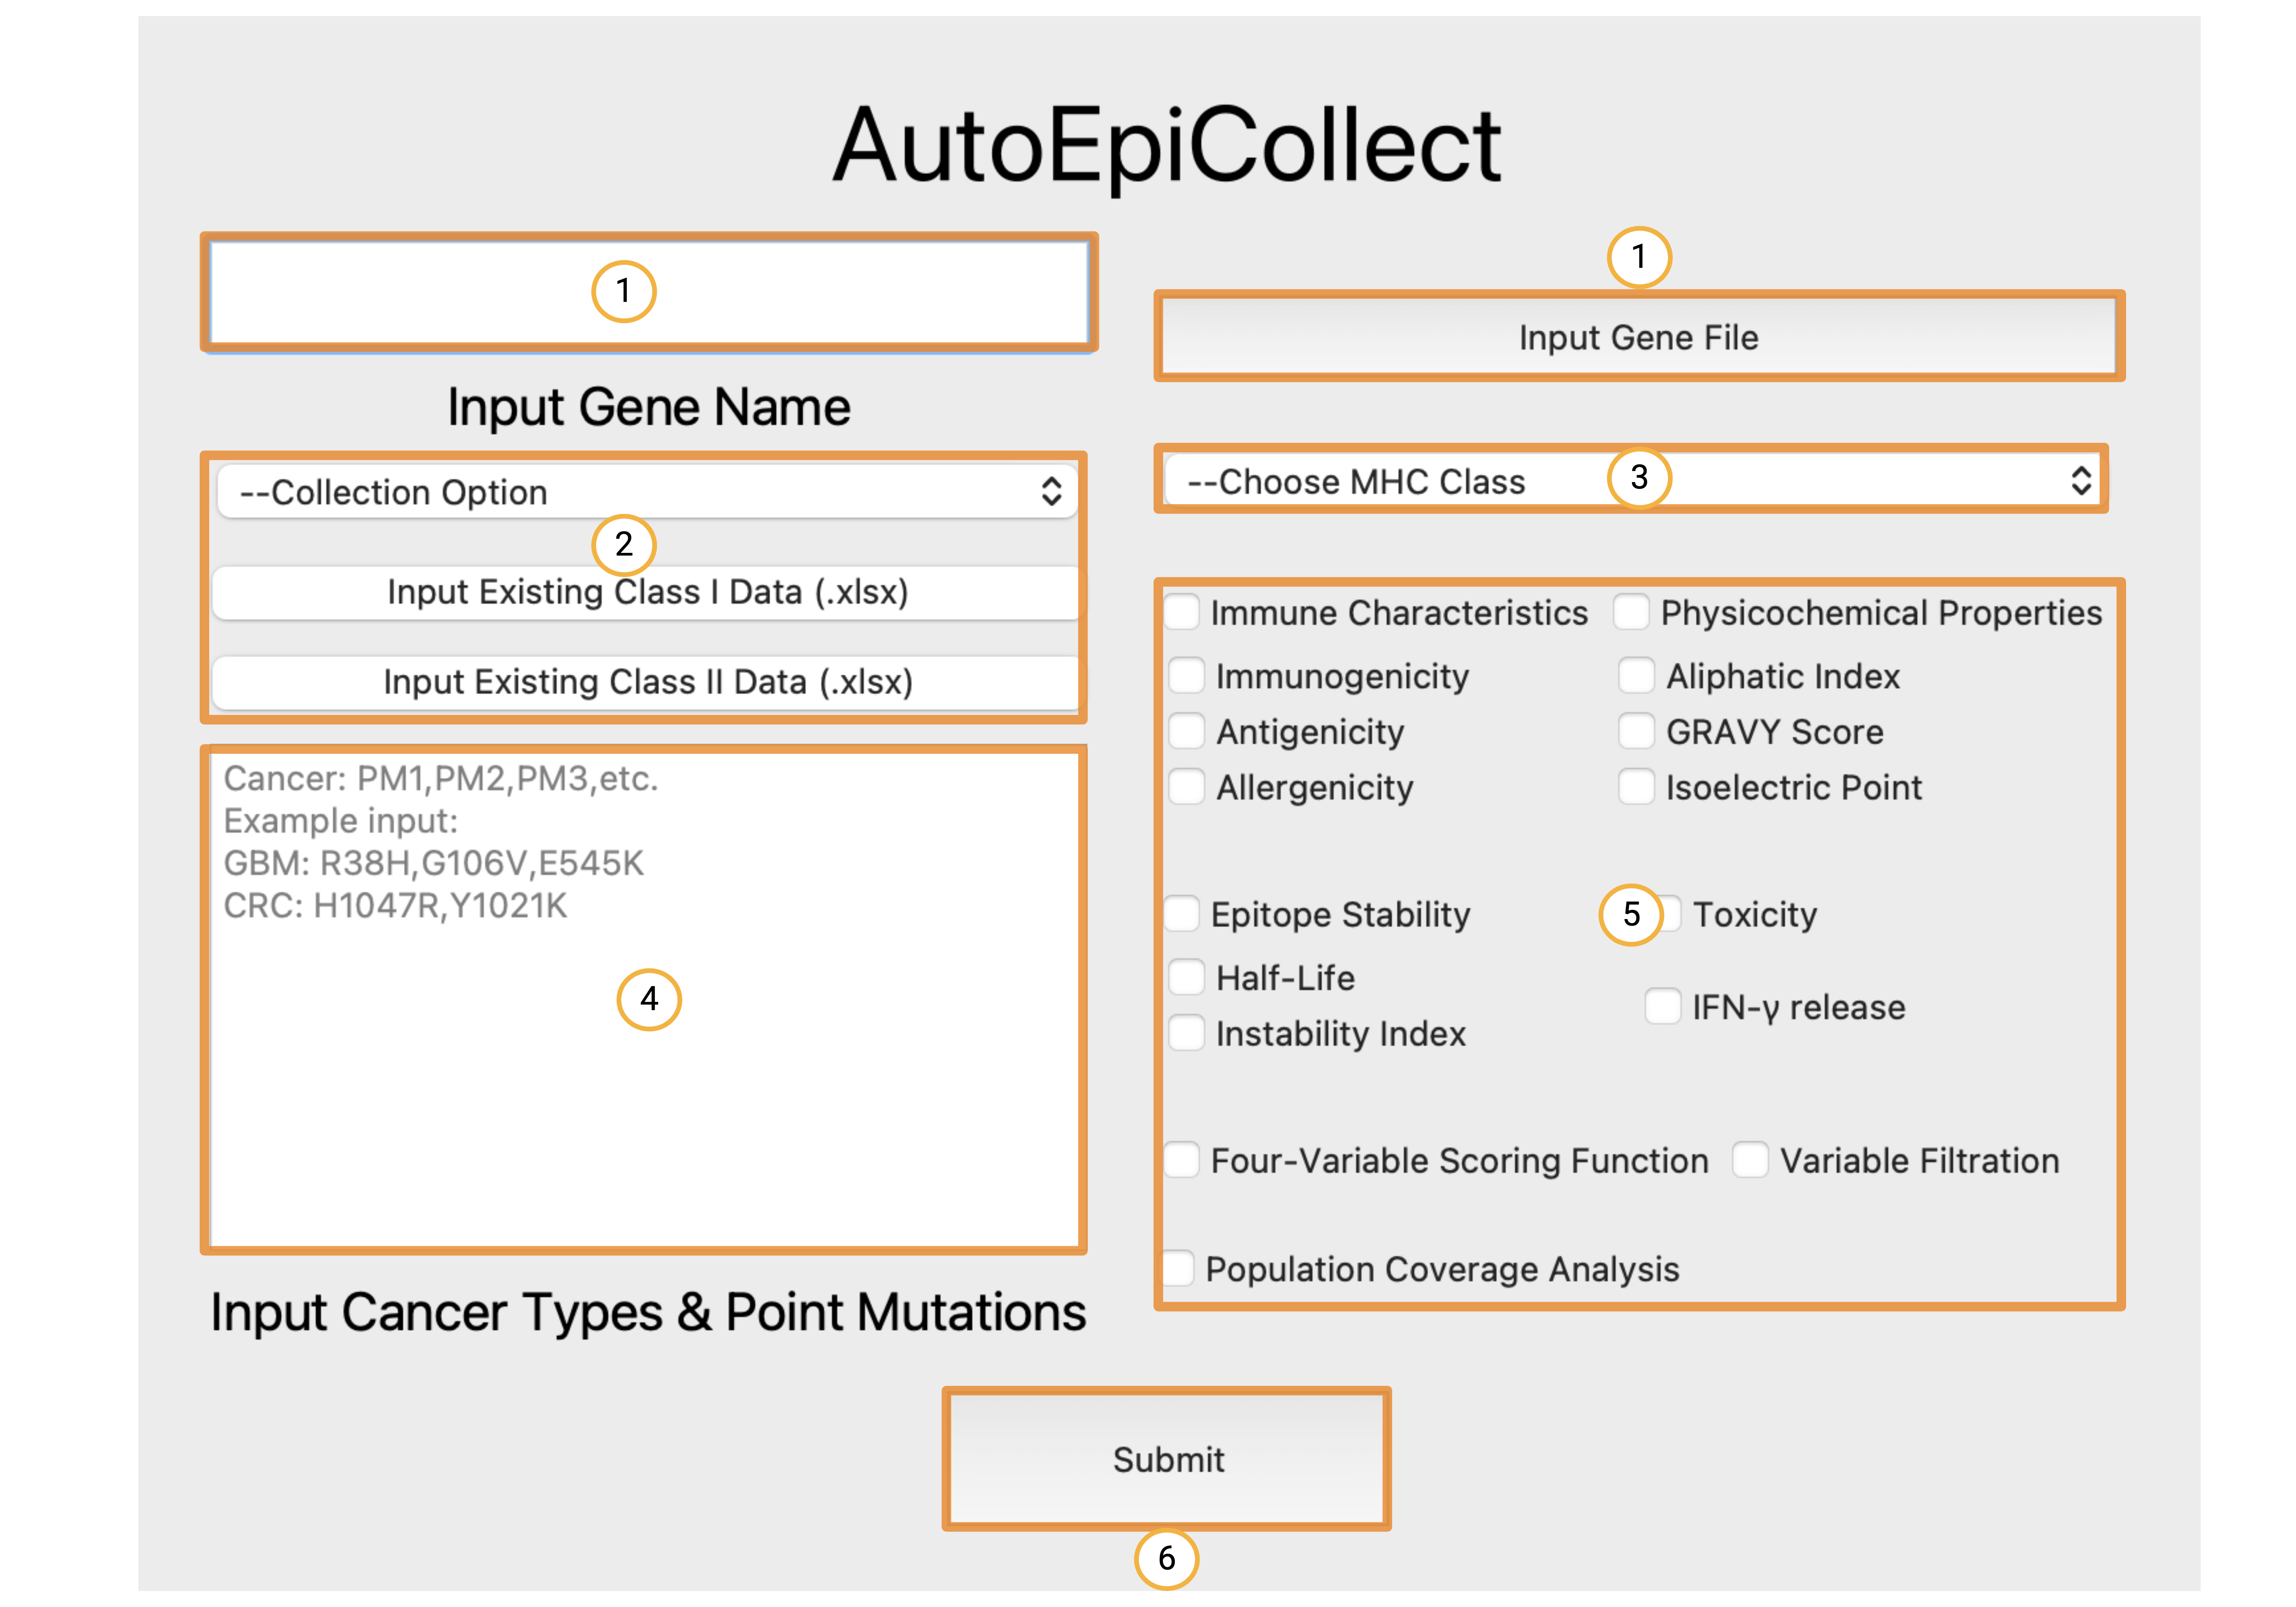 AutoEpiCollect
1
Input Gene Name
1
Input Gene File
--Collection Option
2
Input Existing Class I Data (.xlsx)
Input Existing Class II Data (.xlsx)
--Choose MHC Class
3
Cancer: PM1,PM2,PM3,etc.
Example input:
GBM: R38H,G106V,E545K
CRC: H1047R,Y1021K
4
Input Cancer Types & Point Mutations
Immune Characteristics
Physicochemical Properties
Immunogenicity
Aliphatic Index
Antigenicity
GRAVY Score
Allergenicity
Isoelectric Point
Epitope Stability
5
Toxicity
Half-Life
IFN-γ release
Instability Index
Four-Variable Scoring Function
Variable Filtration
Population Coverage Analysis
Submit
6